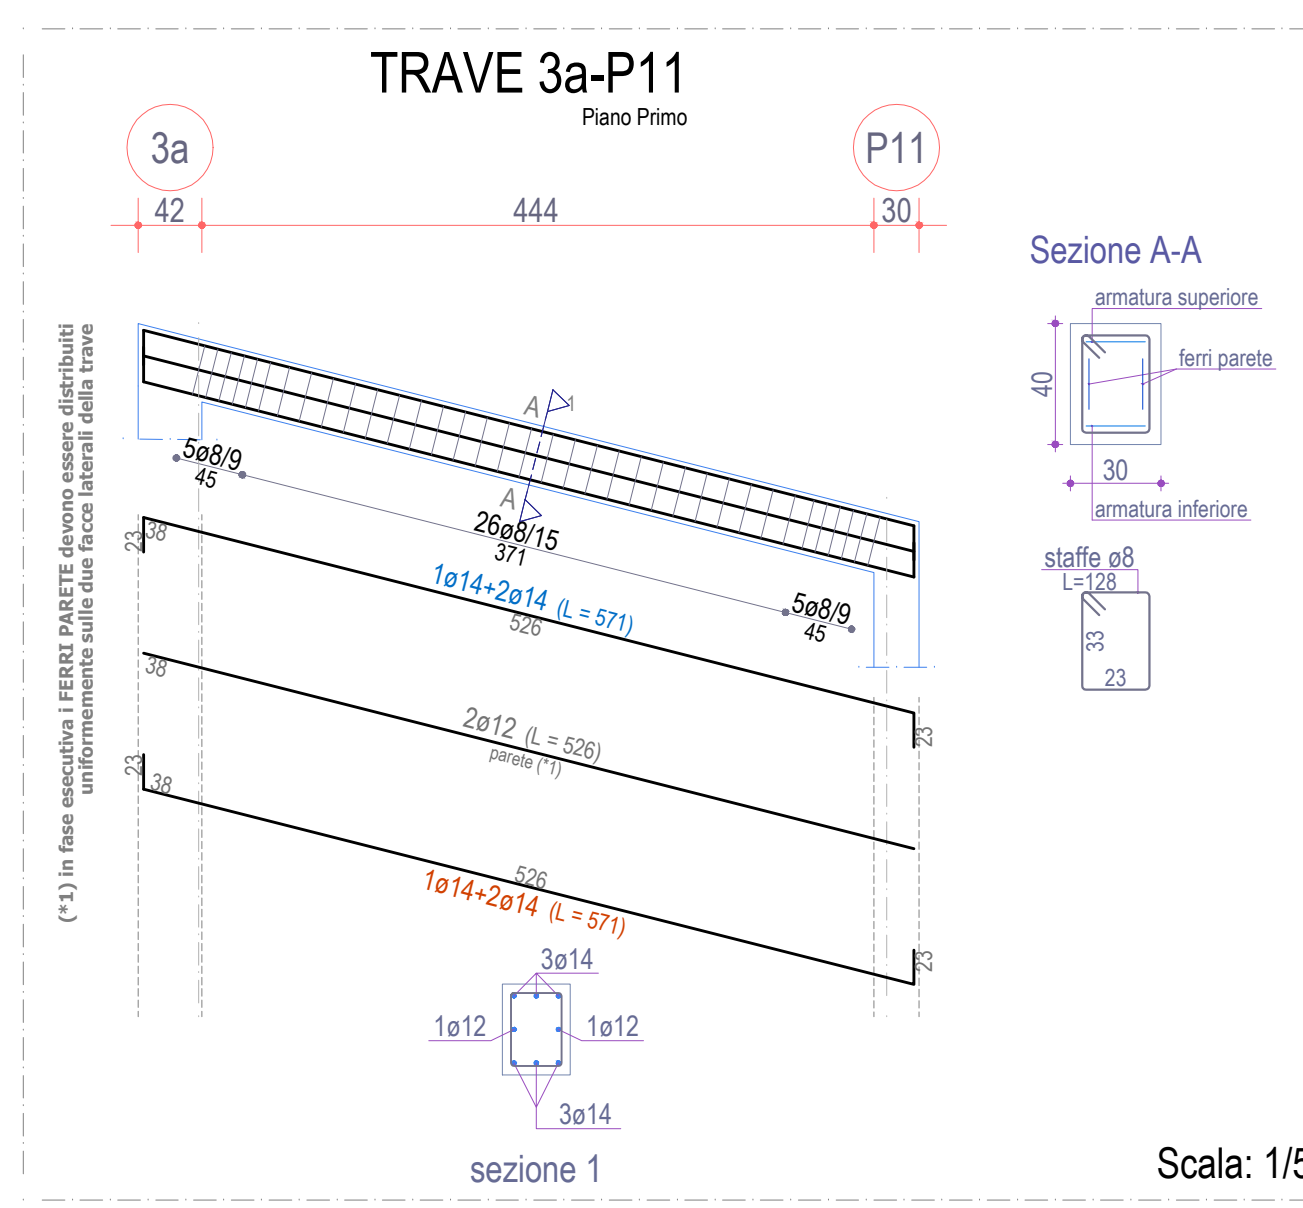 TRAVE 3a-P11
Piano Primo
3a
P11
42
444
30
Sezione A-A
armatura superiore
ferri parete
40
30
armatura inferiore
staffe ø8
L=128
33
23
(*1) in fase esecutiva i FERRI PARETE devono essere distribuiti
uniformemente sulle due facce laterali della trave
A
1
A
5ø8/9
45
26ø8/15
371
5ø8/9
45
23
38
1ø14+2ø14 (L = 571)
526
23
38
2ø12 (L = 526)
parete (*1)
23
38
526
1ø14+2ø14 (L = 571)
23
3ø14
1ø12
1ø12
3ø14
sezione 1
Scala: 1/5